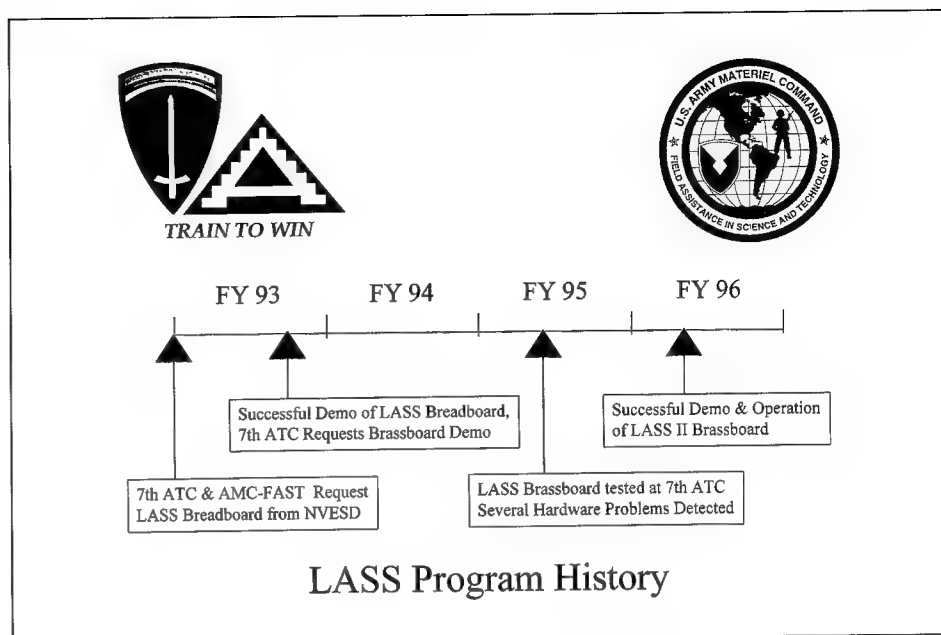 U.S. ARMY MATERIEL COMMAND
FIELD ASSISTANCE IN SCIENCE AND TECHNOLOGY
TRAIN TO WIN
FY 93 FY 94 FY 95 FY 96
Successful Demo of LASS Breadboard,
7th ATC Requests Brassboard Demo
Successful Demo & Operation
of LASS II Brassboard
7th ATC & AMC-FAST Request
LASS Breadboard from NVESD
LASS Brassboard tested at 7th ATC
Several Hardware Problems Detected
LASS Program History